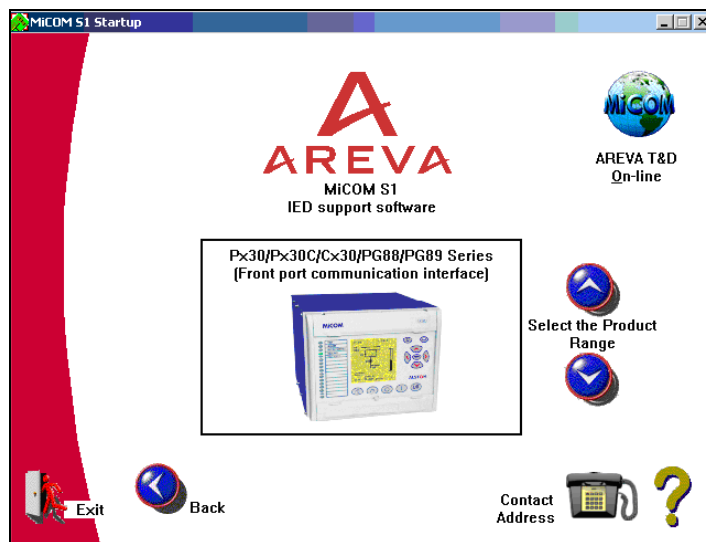 MiCOM S1 Startup
AREVA
MiCOM S1
IED support software
MiCOM
AREVA T&D
On-line
Px30/Px30C/Cx30/PG88/PG89 Series
(Front port communication interface)
MiCOM
Select the Product
Range
Exit
Back
Contact
Address